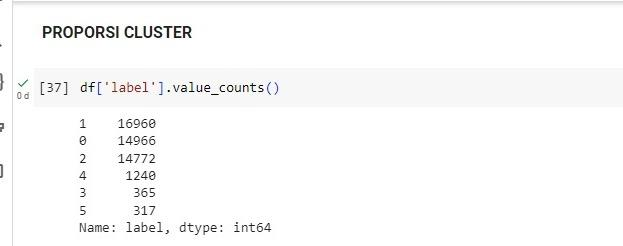 PROPORSI CLUSTER
[37] df['label'].value_counts()
0 d
1 16960
0 14966
2 14772
4 1240
3 365
5 317
Name: label, dtype: int64